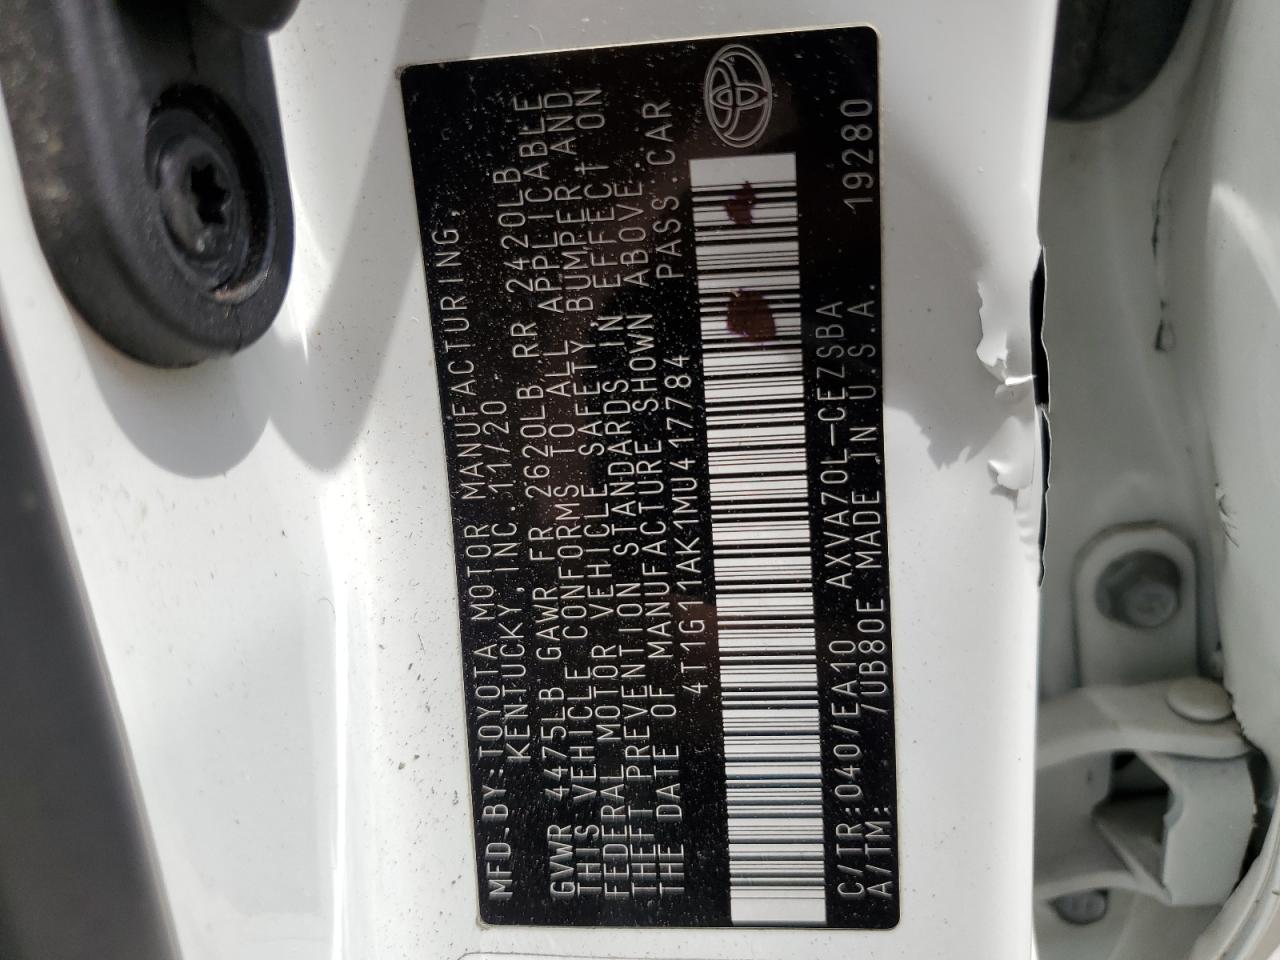 MFD.BY:TOYOTA MOTOR MANUFACTURING,
KENTUCKY, INC. 11/20
GVWR 4475LB GAWR FR 2620LB RR 2420LB
THIS VEHICLE CONFORMS TO ALL APPLICABLE
FEDERAL MOTOR VEHICLE SAFETY, BUMPER, AND
THEFT PREVENTION STANDARDS IN EFFECT ON
THE DATE OF MANUFACTURE SHOWN ABOVE.
4T1G11AK1MU417784 PASS.CAR
C/TR:040/EA10 AXVA70L-CEZSBA 19280
A/TM: /UB80E MADE IN U.S.A.